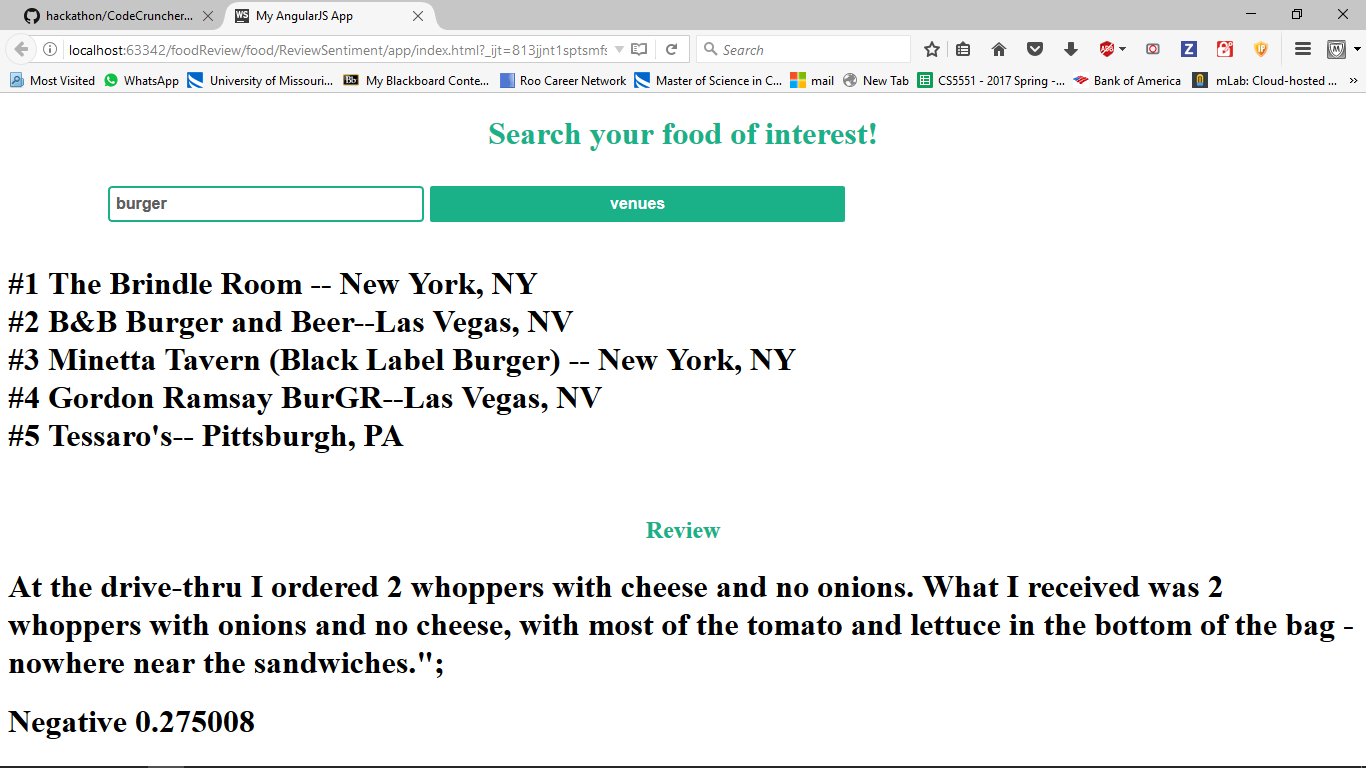 hackathon/CodeCruncher...
My AngularJS App
localhost:63342/foodReview/food/ReviewSentiment/app/index.html?_ijt=813jjnt1sptsmfs
Search
Most Visited
WhatsApp
University of Missouri...
My Blackboard Conte...
Roo Career Network
Master of Science in C...
mail
New Tab
CS5551 - 2017 Spring -...
Bank of America
mLab: Cloud-hosted ...
Search your food of interest!
burger
venues
#1 The Brindle Room -- New York, NY
#2 B&B Burger and Beer--Las Vegas, NV
#3 Minetta Tavern (Black Label Burger) -- New York, NY
#4 Gordon Ramsay BurGR--Las Vegas, NV
#5 Tessaro's-- Pittsburgh, PA
Review
At the drive-thru I ordered 2 whoppers with cheese and no onions. What I received was 2
whoppers with onions and no cheese, with most of the tomato and lettuce in the bottom of the bag -
nowhere near the sandwiches.";
Negative 0.275008